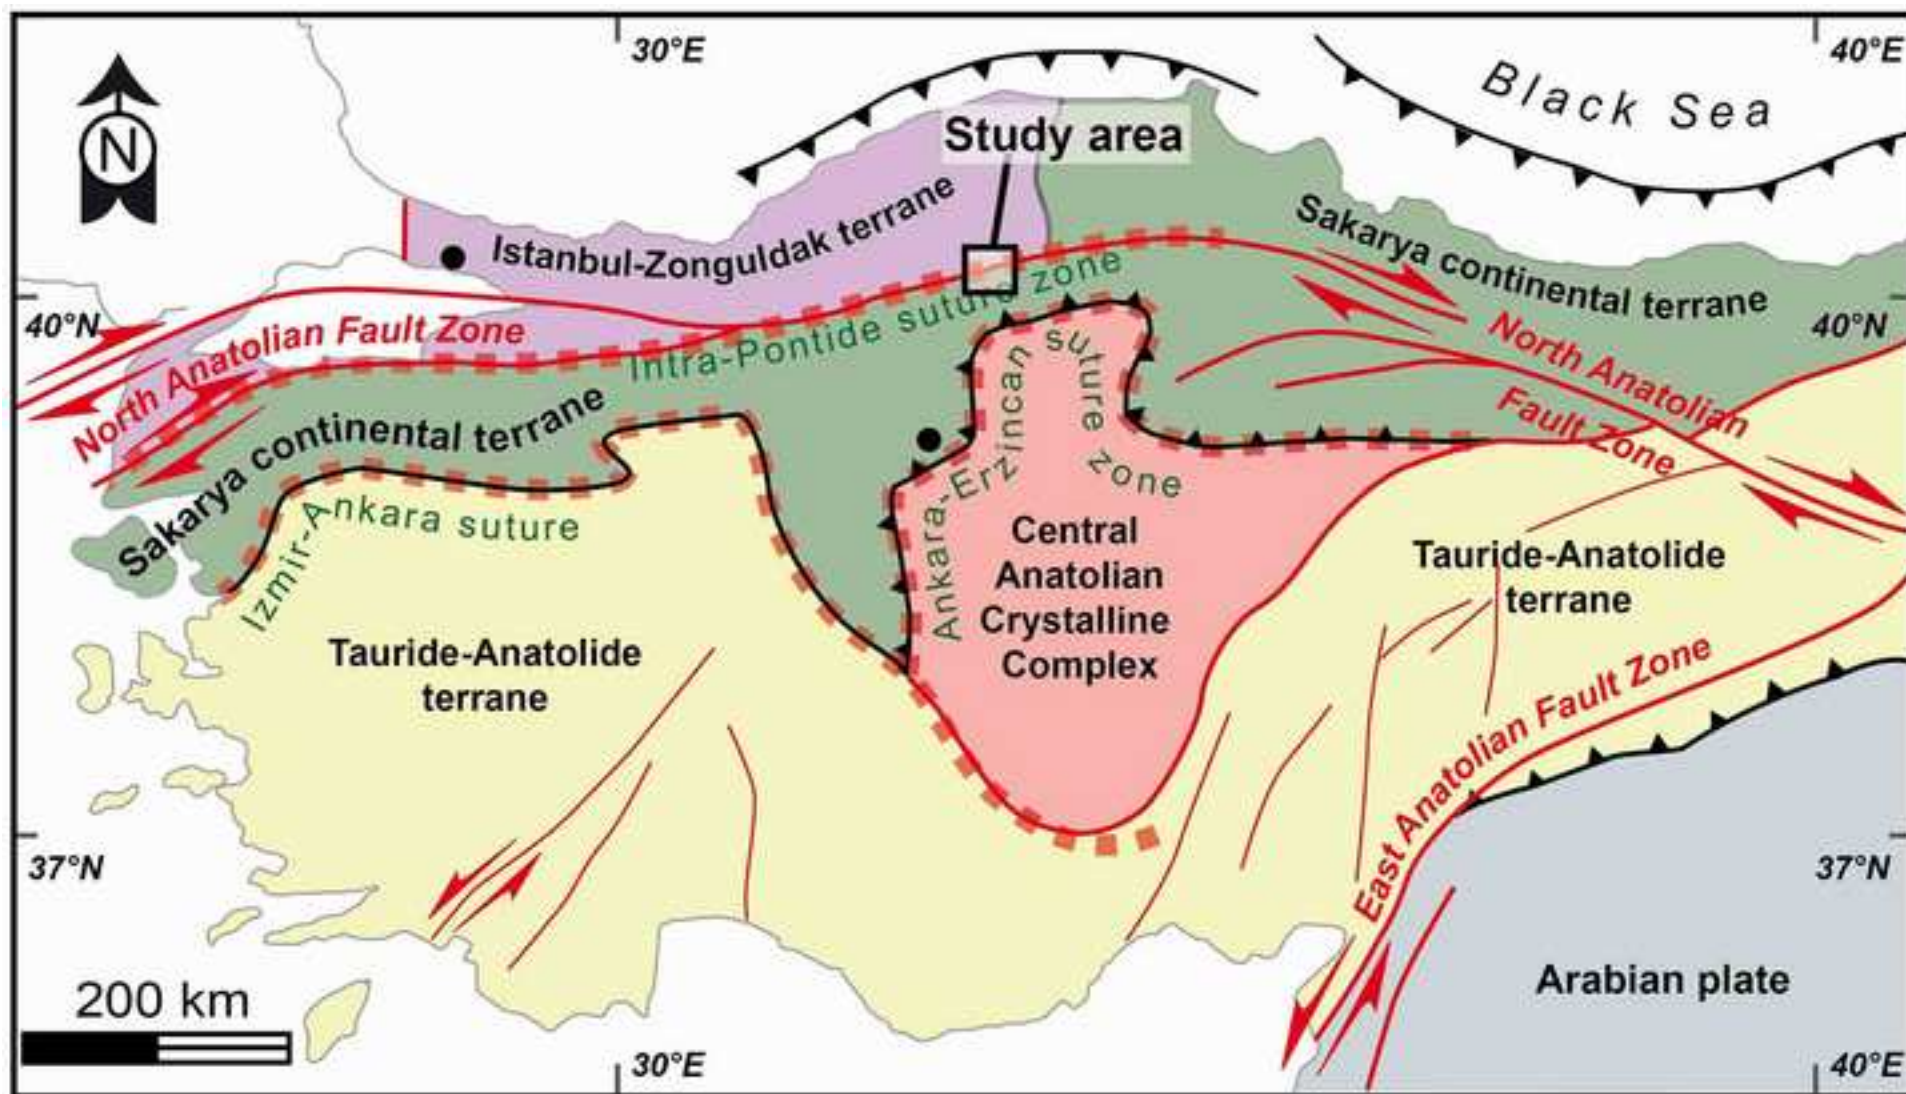 30°E
40°E
Black Sea
N
Study area
Istanbul-Zonguldak terrane
Sakarya continental terrane
40°N
North Anatolian Fault Zone
Intra-Pontide suture zone
40°N
North Anatolian
Fault Zone
Sakarya continental terrane
Izmir-Ankara suture
Ankara-Erzincan suture zone
Central
Anatolian
Crystalline
Complex
Tauride-Anatolide
terrane
Tauride-Anatolide
terrane
East Anatolian Fault Zone
37°N
37°N
Arabian plate
200 km
30°E
40°E